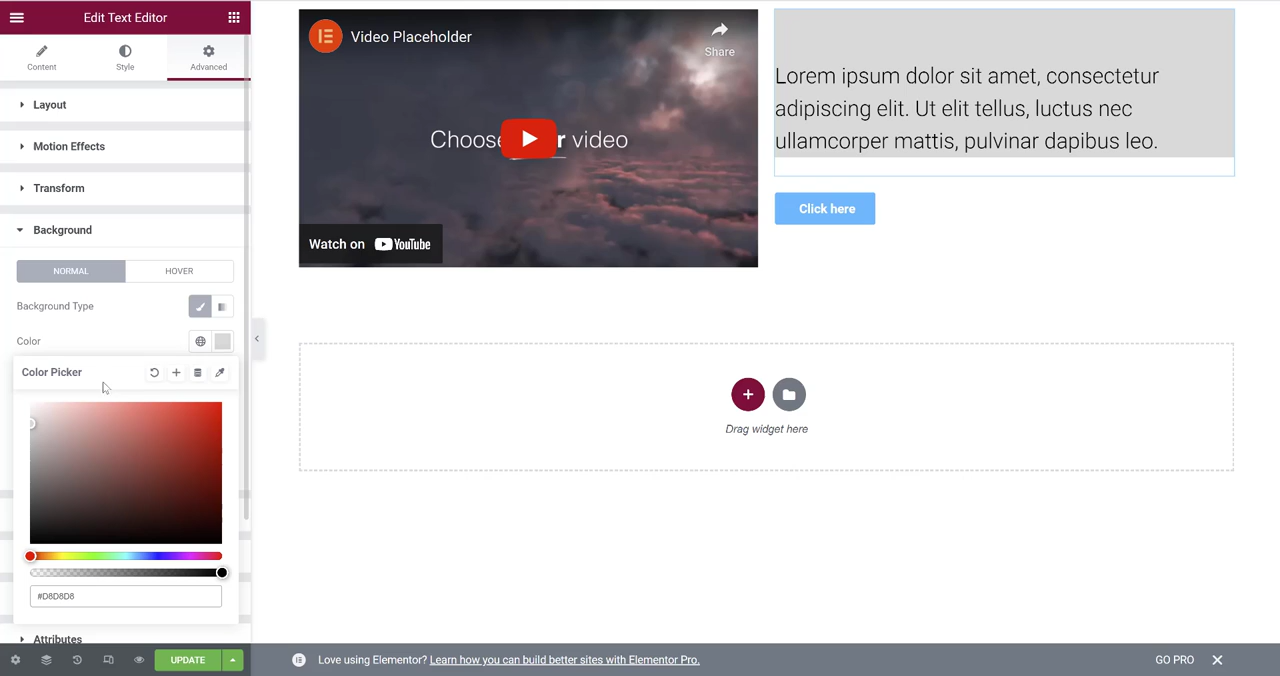 Edit Text Editor
Content
Style
Advanced
Layout
Motion Effects
Transform
Background
NORMAL
HOVER
Background Type
Color
Color Picker
#D8D8D8
Attributes
UPDATE
Video Placeholder
Share
Choose video
Watch on YouTube
Lorem ipsum dolor sit amet, consectetur
adipiscing elit. Ut elit tellus, luctus nec
ullamcorper mattis, pulvinar dapibus leo.
Click here
Drag widget here
Love using Elementor? Learn how you can build better sites with Elementor Pro.
GO PRO